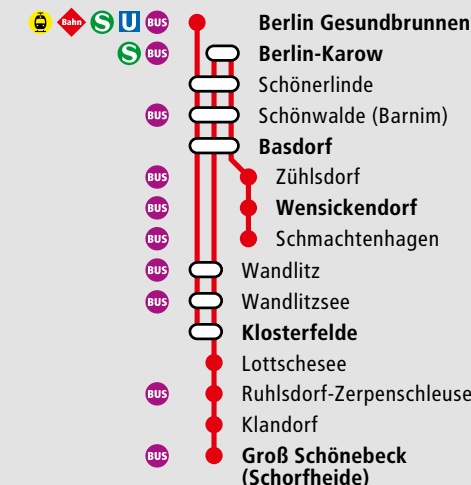 Bahn S U BUS Berlin Gesundbrunnen
S BUS Berlin-Karow
Schönerlinde
BUS Schönwalde (Barnim)
Basdorf
BUS Zühlsdorf
BUS Wensickendorf
BUS Schmachtenhagen
BUS Wandlitz
BUS Wandlitzsee
Klosterfelde
Lottschesee
BUS Ruhlsdorf-Zerpenschleuse
Klandorf
BUS Groß Schönebeck
(Schorfheide)